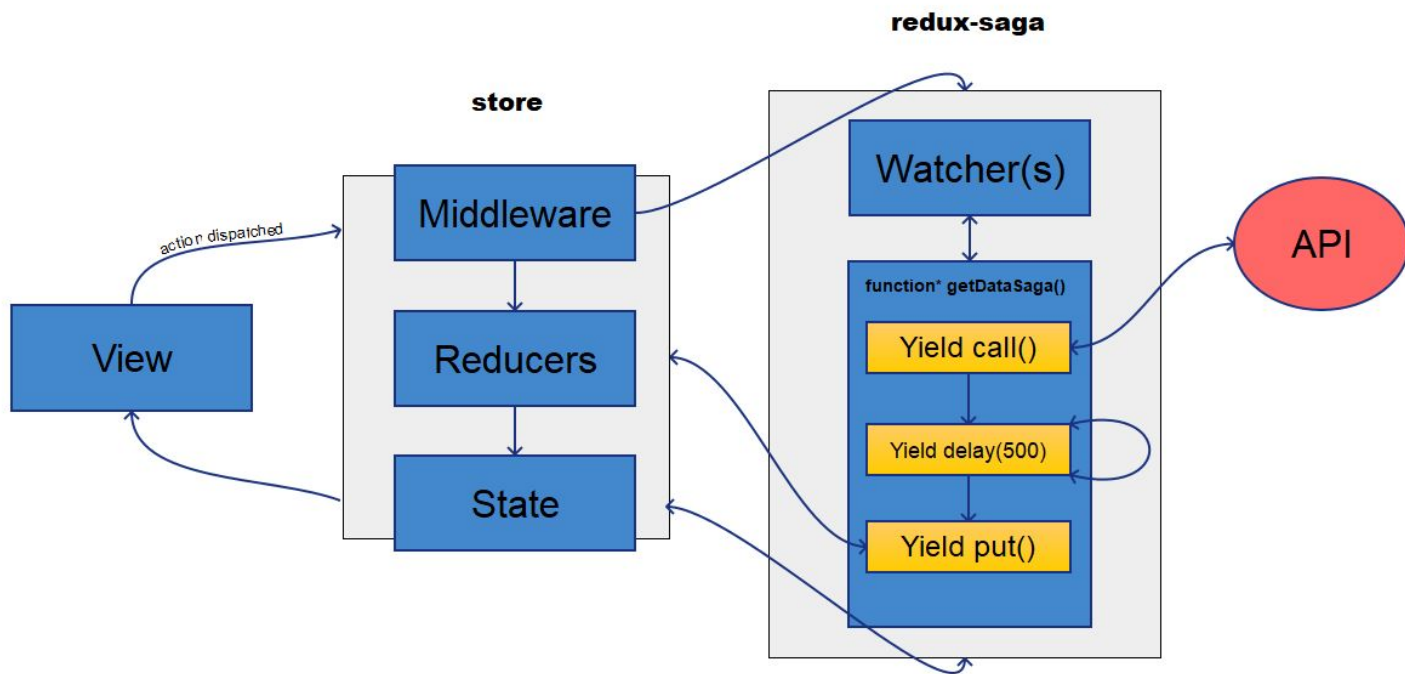 redux-saga
store
Watcher(s)
Middleware
action dispatched
API
function* getDataSaga()
View
Reducers
Yield call()
Yield delay(500)
State
Yield put()